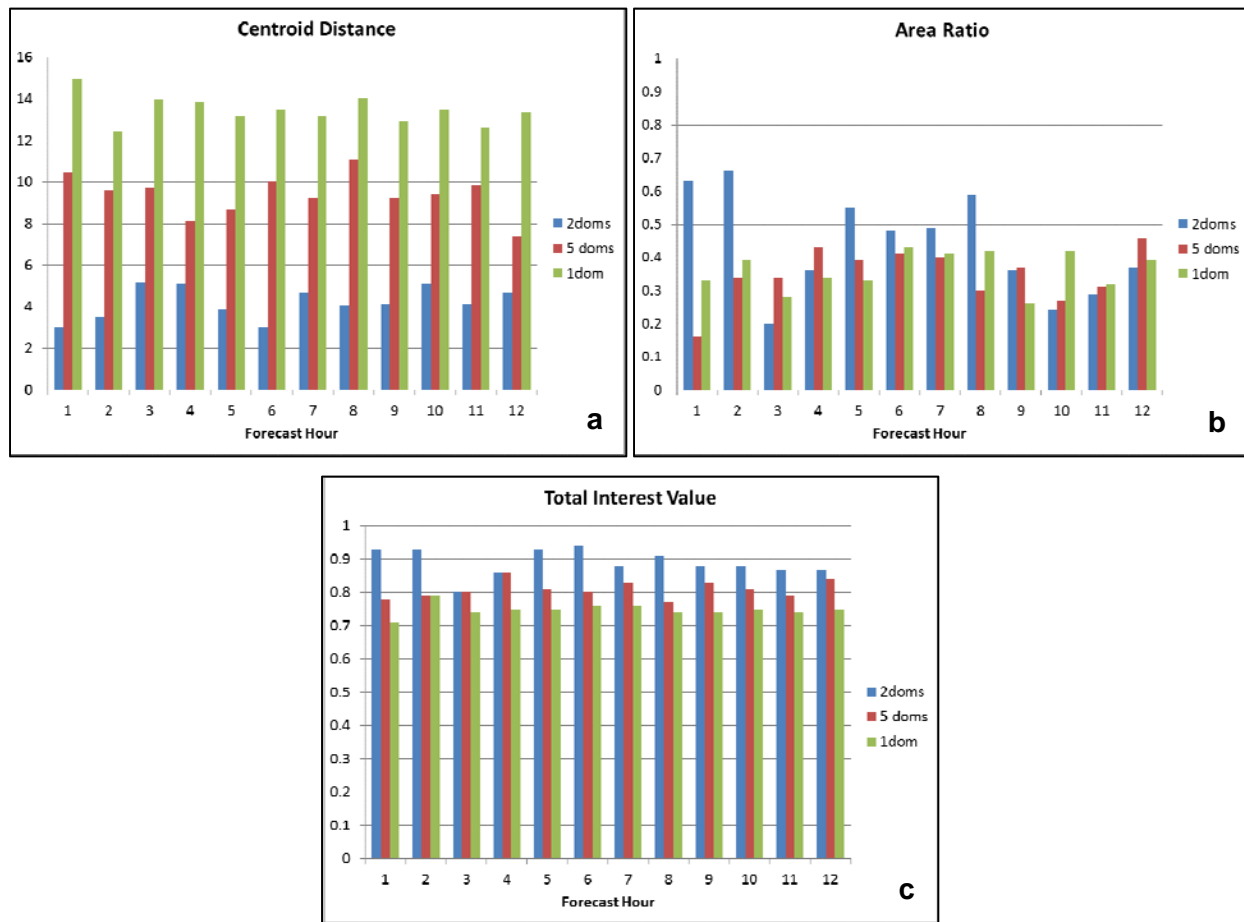 Centroid Distance
16
14
12
10
8
6
4
2
0
1 2 3 4 5 6 7 8 9 10 11 12
Forecast Hour
2doms
5 doms
1dom
a
Area Ratio
1
0.9
0.8
0.7
0.6
0.5
0.4
0.3
0.2
0.1
0
1 2 3 4 5 6 7 8 9 10 11 12
Forecast Hour
2doms
5 doms
1dom
b
Total Interest Value
1
0.9
0.8
0.7
0.6
0.5
0.4
0.3
0.2
0.1
0
1 2 3 4 5 6 7 8 9 10 11 12
Forecast Hour
2doms
5 doms
1dom
c